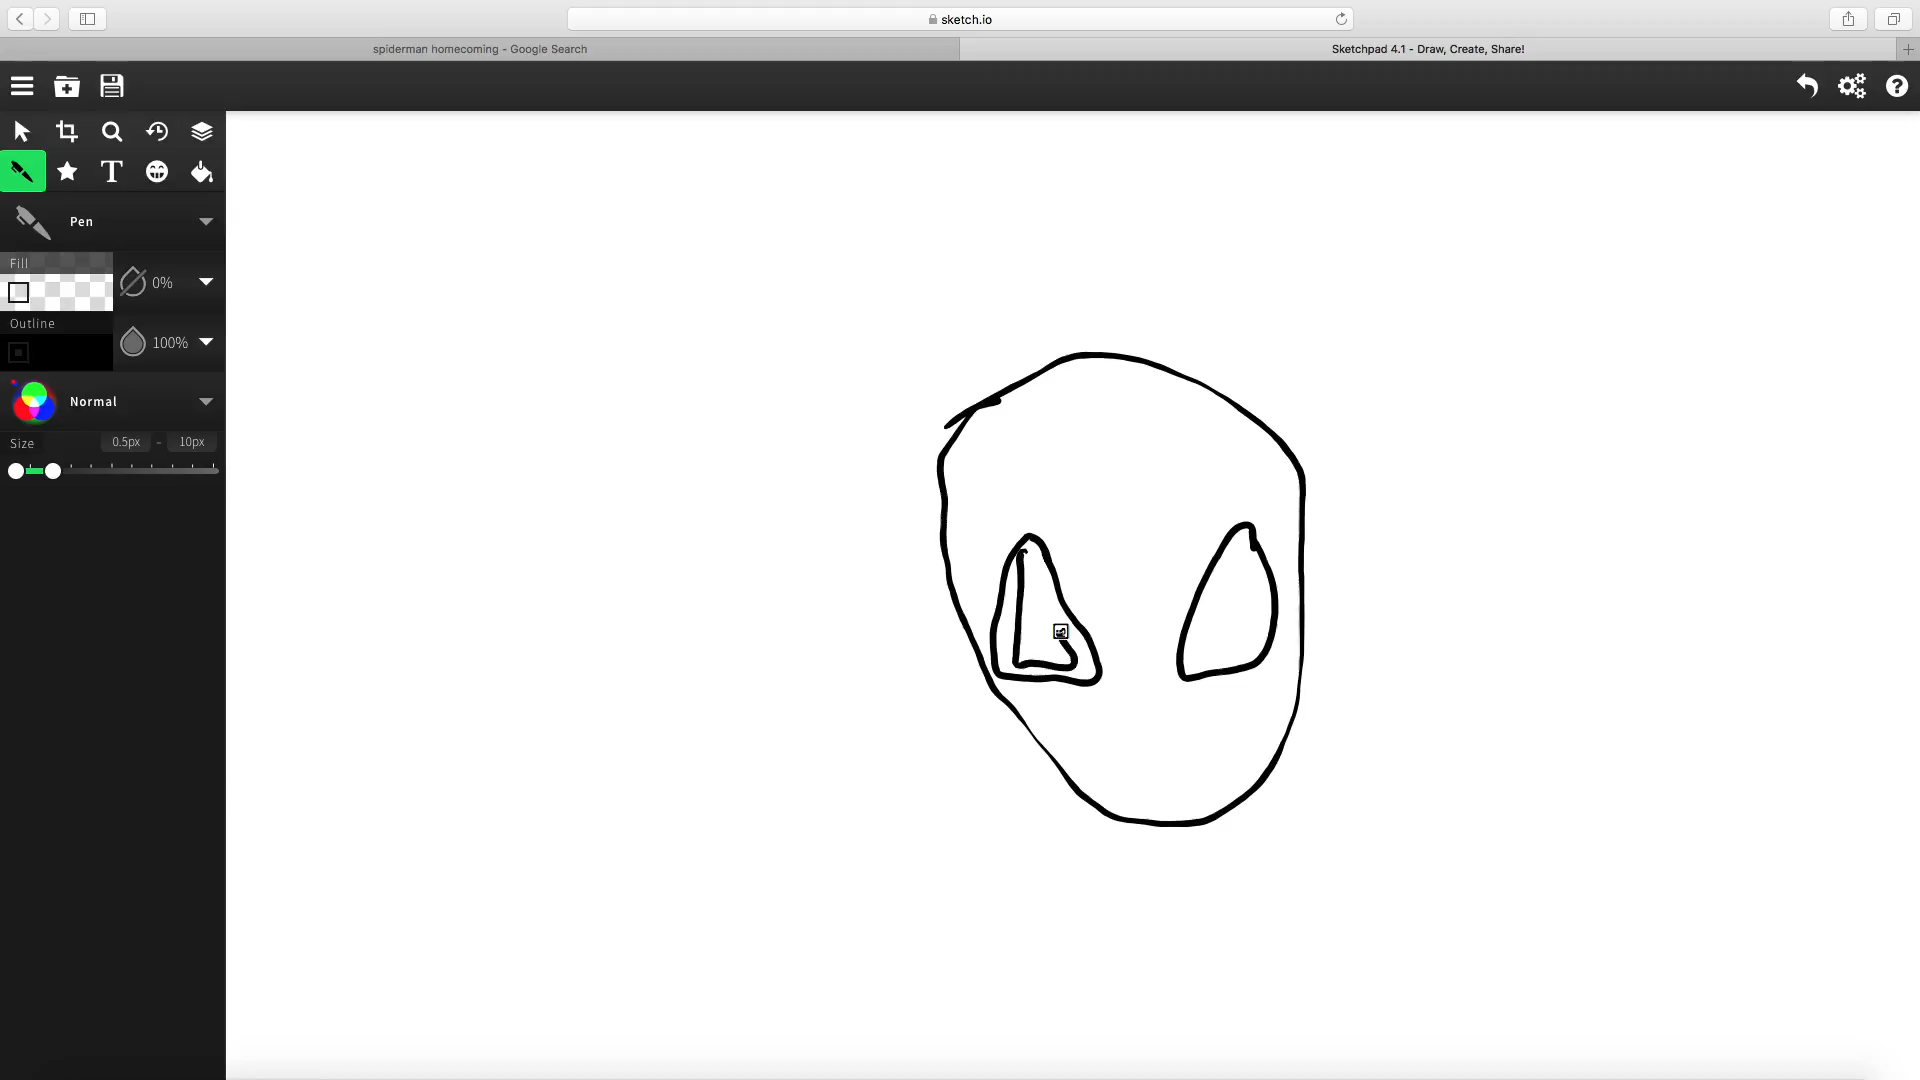 sketch.io
spiderman homecoming - Google Search
Sketchpad 4.1 - Draw, Create, Share!
T
Pen
Fill
0%
Outline
100%
Normal
Size 0.5px - 10px